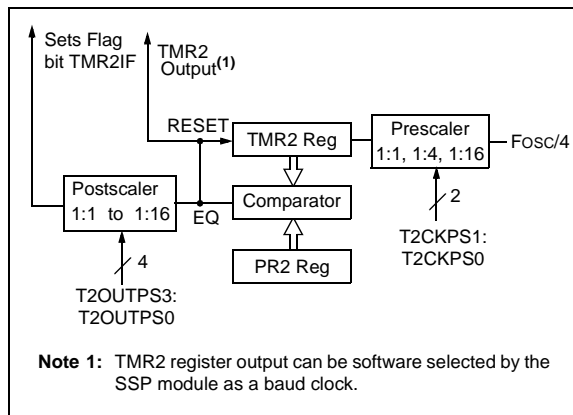 Sets Flag
bit TMR2IF
TMR2
Output(1)
RESET
TMR2 Reg
Prescaler
1:1, 1:4, 1:16
FOSC/4
Postscaler
1:1 to 1:16
EQ
Comparator
2
T2CKPS1:
T2CKPS0
4
PR2 Reg
T2OUTPS3:
T2OUTPS0
Note 1: TMR2 register output can be software selected by the
SSP module as a baud clock.